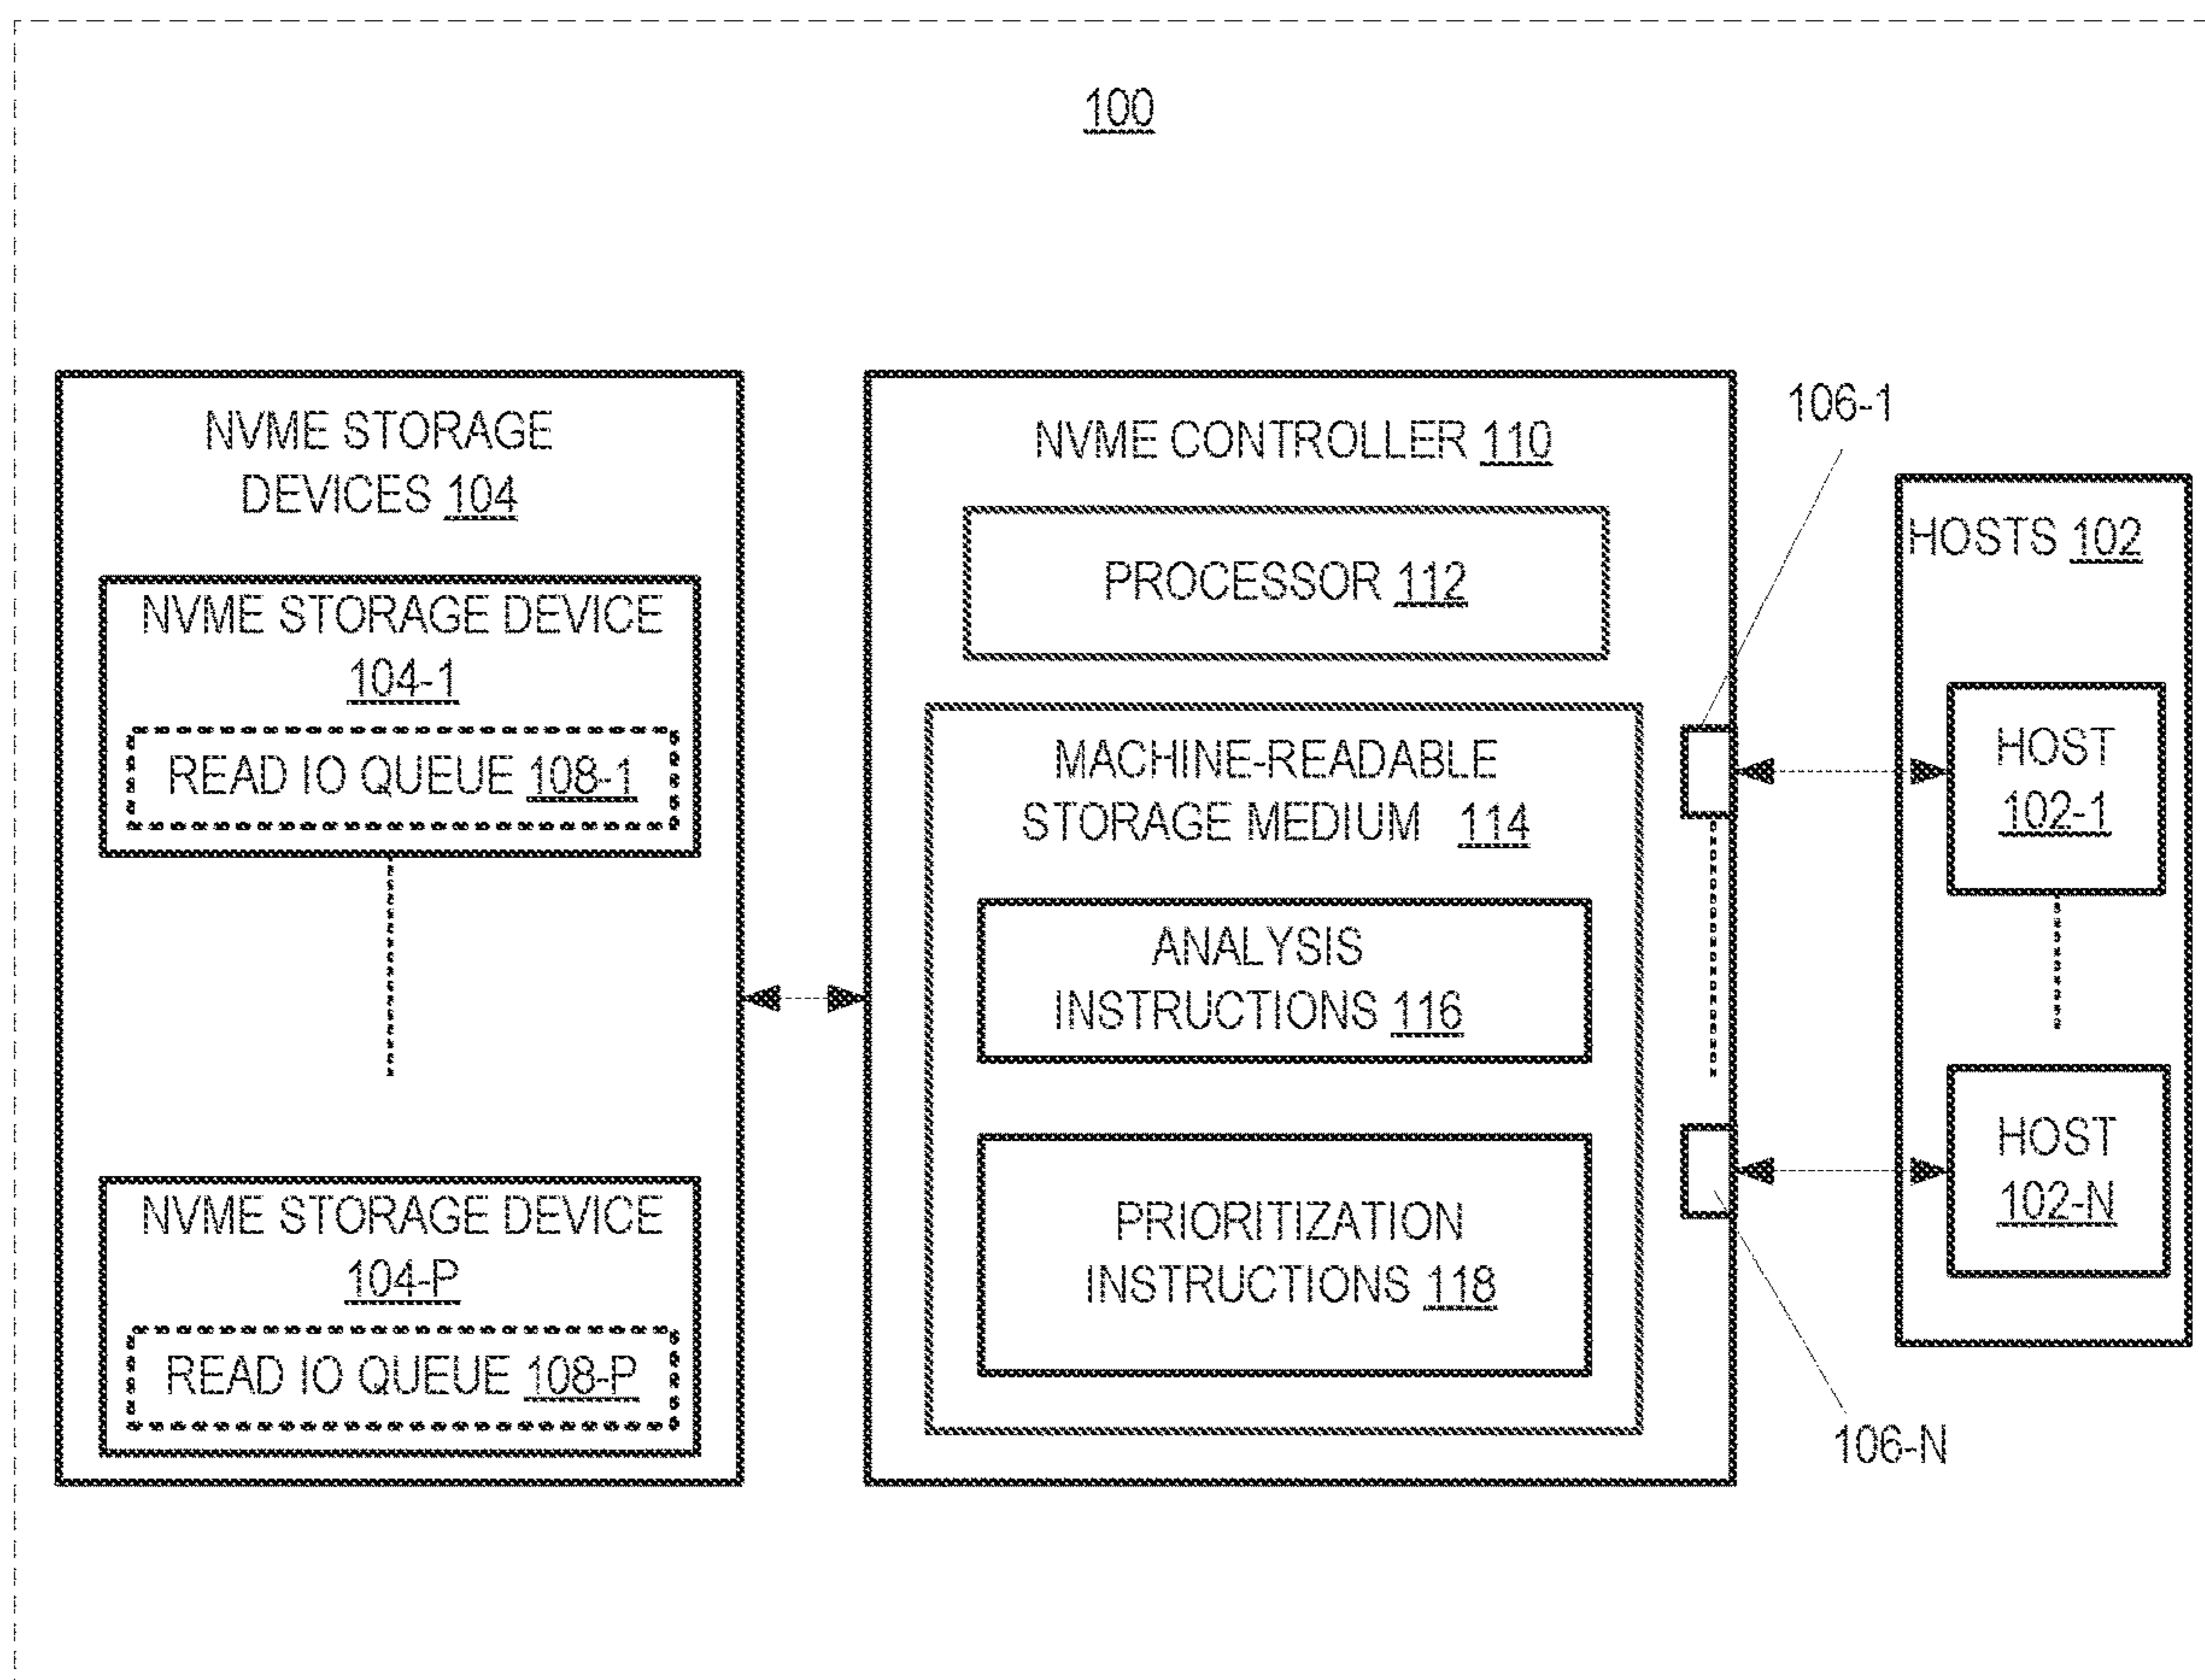 100
NVME STORAGE
DEVICES 104
NVME STORAGE DEVICE
104-1
READ IO QUEUE 108-1
NVME STORAGE DEVICE
104-P
READ IO QUEUE 108-P
NVME CONTROLLER 110
PROCESSOR 112
MACHINE-READABLE
STORAGE MEDIUM 114
ANALYSIS
INSTRUCTIONS 116
PRIORITIZATION
INSTRUCTIONS 118
106-1
106-N
HOSTS 102
HOST
102-1
HOST
102-N